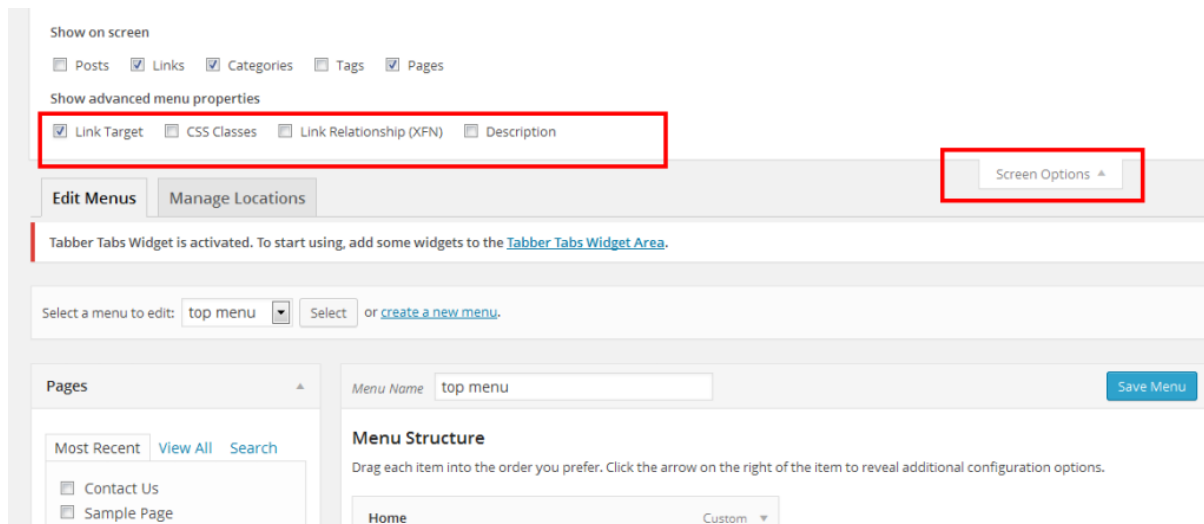 Show on screen
Posts Links Categories Tags Pages
Show advanced menu properties
Link Target CSS Classes Link Relationship (XFN) Description
Screen Options
Edit Menus Manage Locations
Tabber Tabs Widget is activated. To start using, add some widgets to the Tabber Tabs Widget Area.
Select a menu to edit: top menu Select or create a new menu.
Pages
Menu Name top menu Save Menu
Most Recent View All Search
Contact Us
Sample Page
Menu Structure
Drag each item into the order you prefer. Click the arrow on the right of the item to reveal additional configuration options.
Home Custom